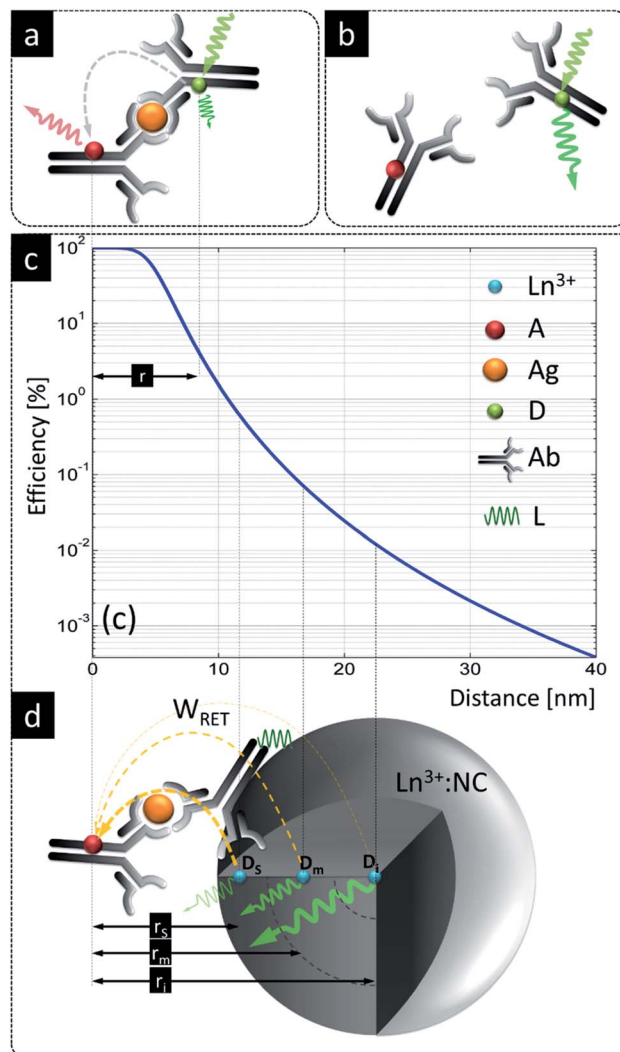 a
b
c
10²
10¹
10⁰
10⁻¹
10⁻²
10⁻³
Efficiency [%]
r
Ln³⁺
A
Ag
D
Ab
L
(c)
0 10 20 30 40
Distance [nm]
d
W_RET
Ln³⁺:NC
D_s D_m D_i
r_s
r_m
r_i